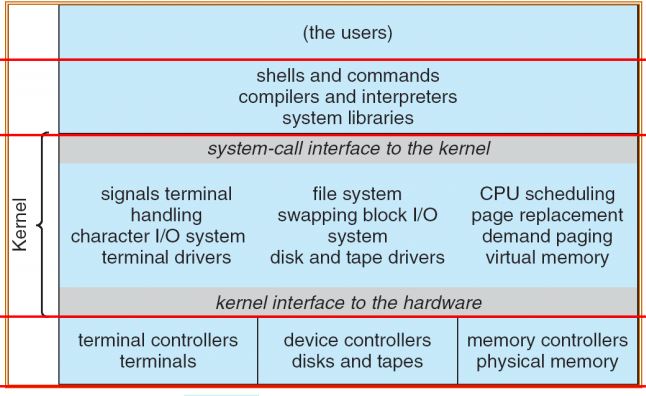 (the users)
shells and commands
compilers and interpreters
system libraries
system-call interface to the kernel
Kernel
signals terminal
handling
character I/O system
terminal drivers
file system
swapping block I/O
system
disk and tape drivers
CPU scheduling
page replacement
demand paging
virtual memory
kernel interface to the hardware
terminal controllers
terminals
device controllers
disks and tapes
memory controllers
physical memory